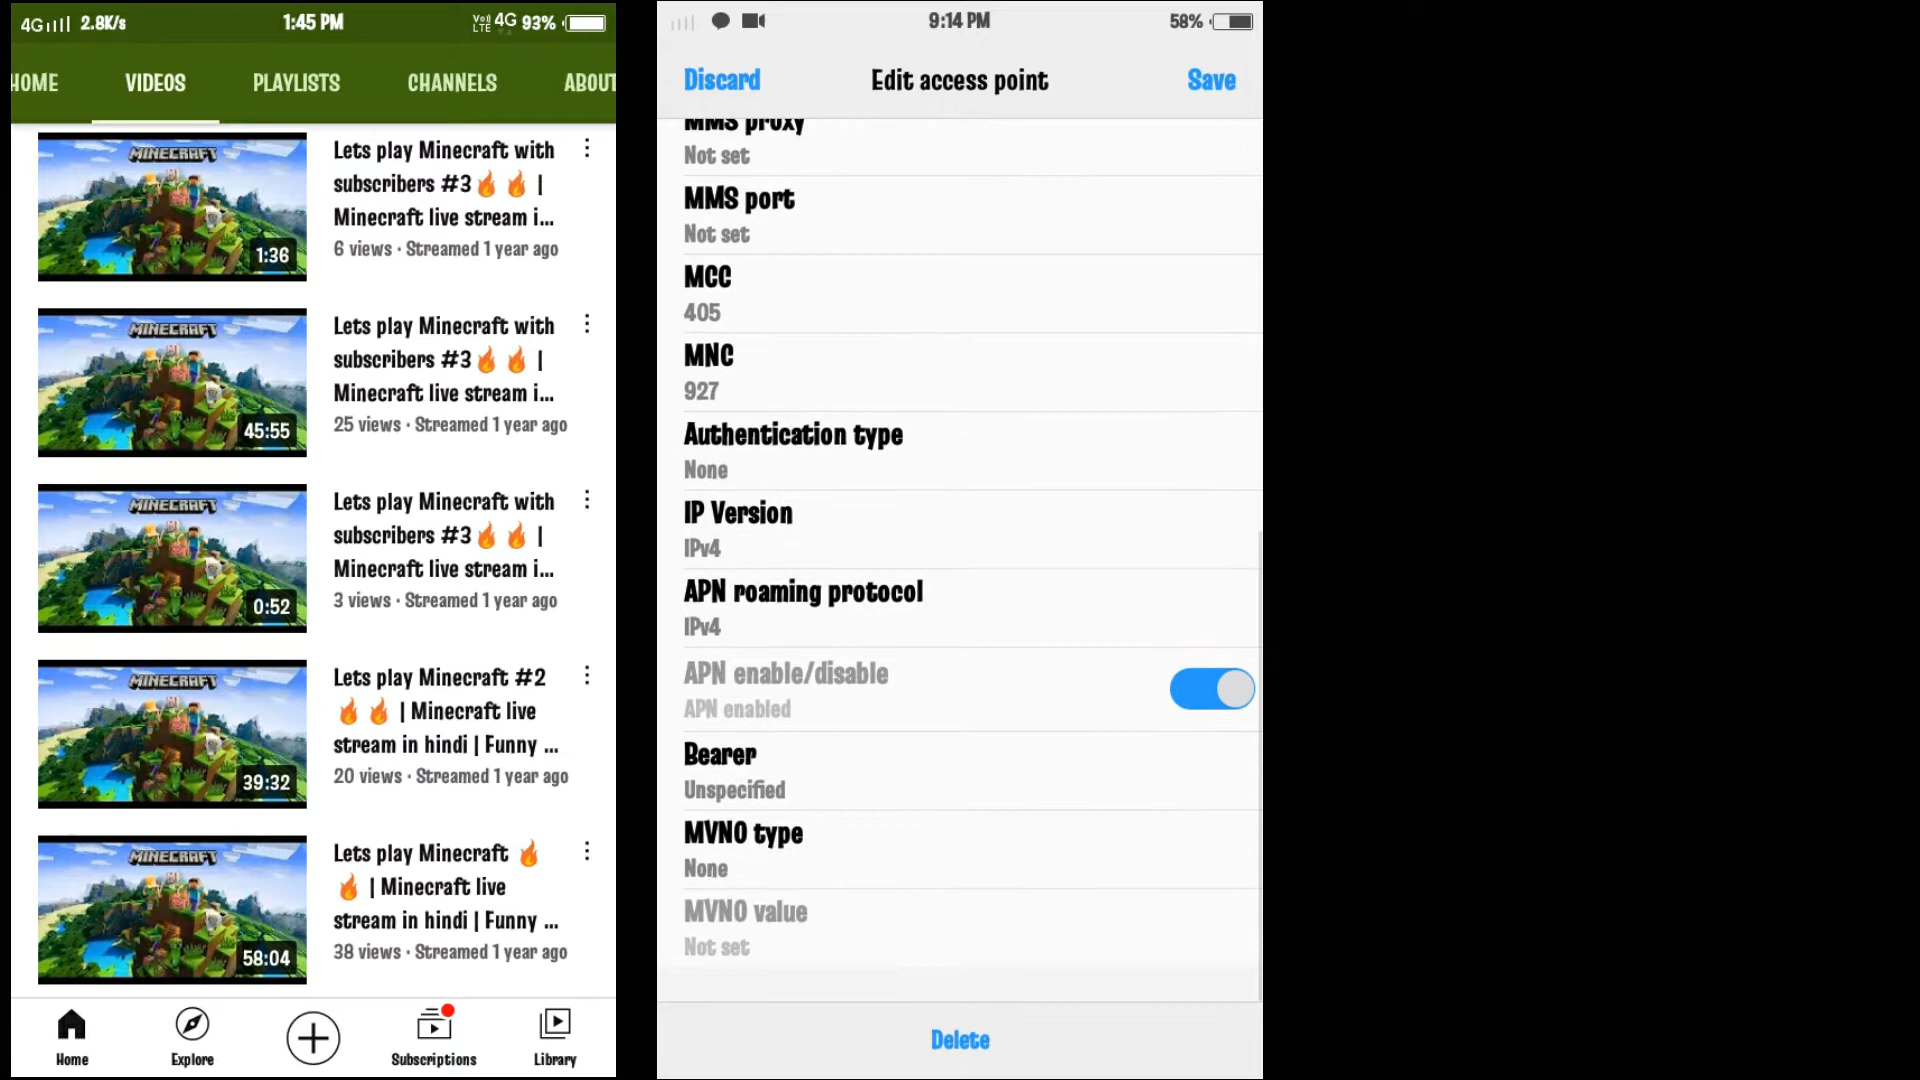 4G 2.8K/s 1:45 PM VoLTE 4G 93%
HOME VIDEOS PLAYLISTS CHANNELS ABOUT
MINECRAFT
1:36
Lets play Minecraft with
subscribers #3🔥🔥 |
Minecraft live stream i...
6 views · Streamed 1 year ago
MINECRAFT
45:55
Lets play Minecraft with
subscribers #3🔥🔥 |
Minecraft live stream i...
25 views · Streamed 1 year ago
MINECRAFT
0:52
Lets play Minecraft with
subscribers #3🔥🔥 |
Minecraft live stream i...
3 views · Streamed 1 year ago
MINECRAFT
39:32
Lets play Minecraft #2
🔥🔥 | Minecraft live
stream in hindi | Funny ...
20 views · Streamed 1 year ago
MINECRAFT
58:04
Lets play Minecraft 🔥
🔥 | Minecraft live
stream in hindi | Funny ...
38 views · Streamed 1 year ago
Home Explore Subscriptions Library
9:14 PM 58%
Discard Edit access point Save
MMS proxy
Not set
MMS port
Not set
MCC
405
MNC
927
Authentication type
None
IP Version
IPv4
APN roaming protocol
IPv4
APN enable/disable
APN enabled
Bearer
Unspecified
MVNO type
None
MVNO value
Not set
Delete